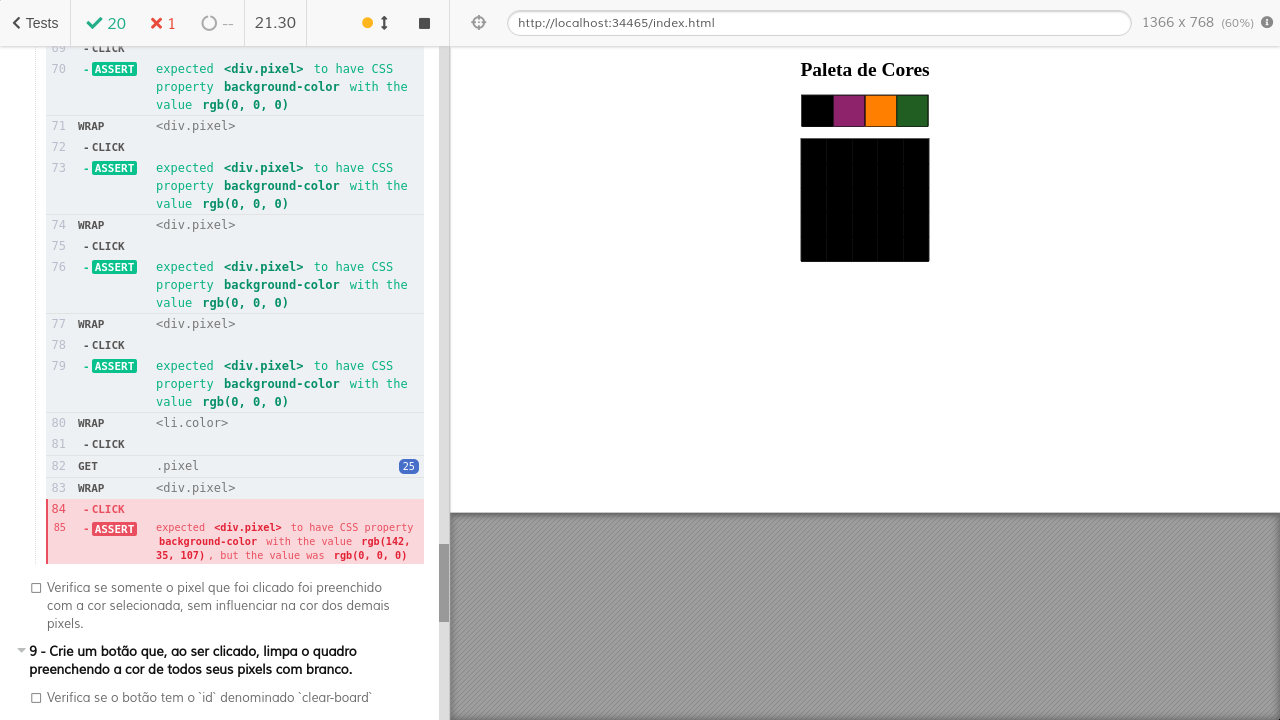 Tests
20
1
--
21.30
http://localhost:34465/index.html
1366 x 768 (60%)
69 - CLICK
70 - ASSERT expected <div.pixel> to have CSS
property background-color with the
value rgb(0, 0, 0)
71 WRAP <div.pixel>
72 - CLICK
73 - ASSERT expected <div.pixel> to have CSS
property background-color with the
value rgb(0, 0, 0)
74 WRAP <div.pixel>
75 - CLICK
76 - ASSERT expected <div.pixel> to have CSS
property background-color with the
value rgb(0, 0, 0)
77 WRAP <div.pixel>
78 - CLICK
79 - ASSERT expected <div.pixel> to have CSS
property background-color with the
value rgb(0, 0, 0)
80 WRAP <li.color>
81 - CLICK
82 GET .pixel 25
83 WRAP <div.pixel>
84 - CLICK
85 - ASSERT expected <div.pixel> to have CSS property
background-color with the value rgb(142,
35, 107) , but the value was rgb(0, 0, 0)
Verifica se somente o pixel que foi clicado foi preenchido
com a cor selecionada, sem influenciar na cor dos demais
pixels.
9 - Crie um botão que, ao ser clicado, limpa o quadro
preenchendo a cor de todos seus pixels com branco.
Verifica se o botão tem o `id` denominado `clear-board`
Paleta de Cores